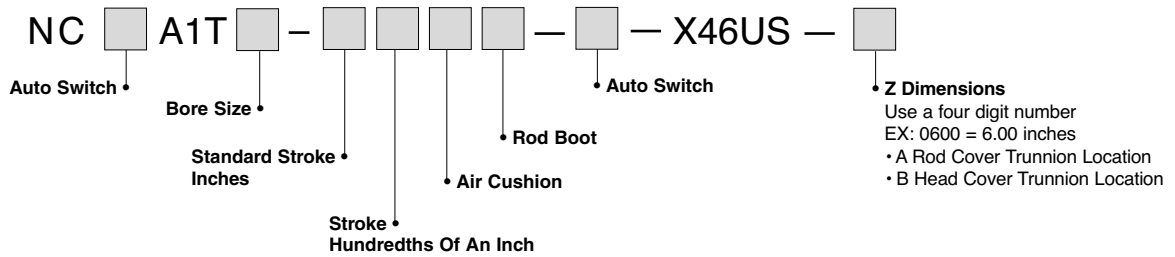 NC A1T – — — X46US —
Auto Switch
Bore Size
Standard Stroke
Inches
Stroke
Hundredths Of An Inch
Air Cushion
Rod Boot
Auto Switch
Z Dimensions
Use a four digit number
EX: 0600 = 6.00 inches
• A Rod Cover Trunnion Location
• B Head Cover Trunnion Location